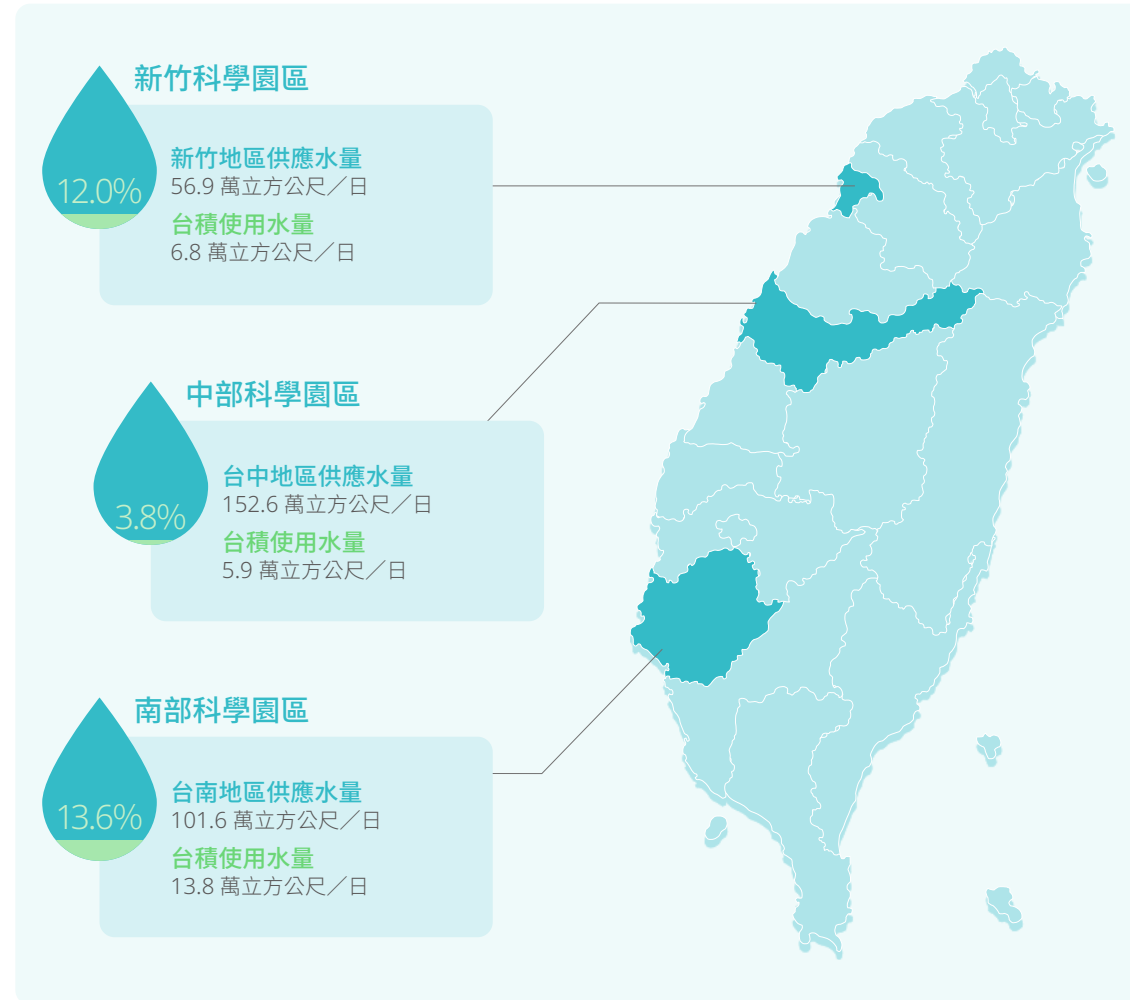 新竹科學園區
12.0%
新竹地區供應水量
56.9 萬立方公尺／日
台積使用水量
6.8 萬立方公尺／日
中部科學園區
3.8%
台中地區供應水量
152.6 萬立方公尺／日
台積使用水量
5.9 萬立方公尺／日
南部科學園區
13.6%
台南地區供應水量
101.6 萬立方公尺／日
台積使用水量
13.8 萬立方公尺／日